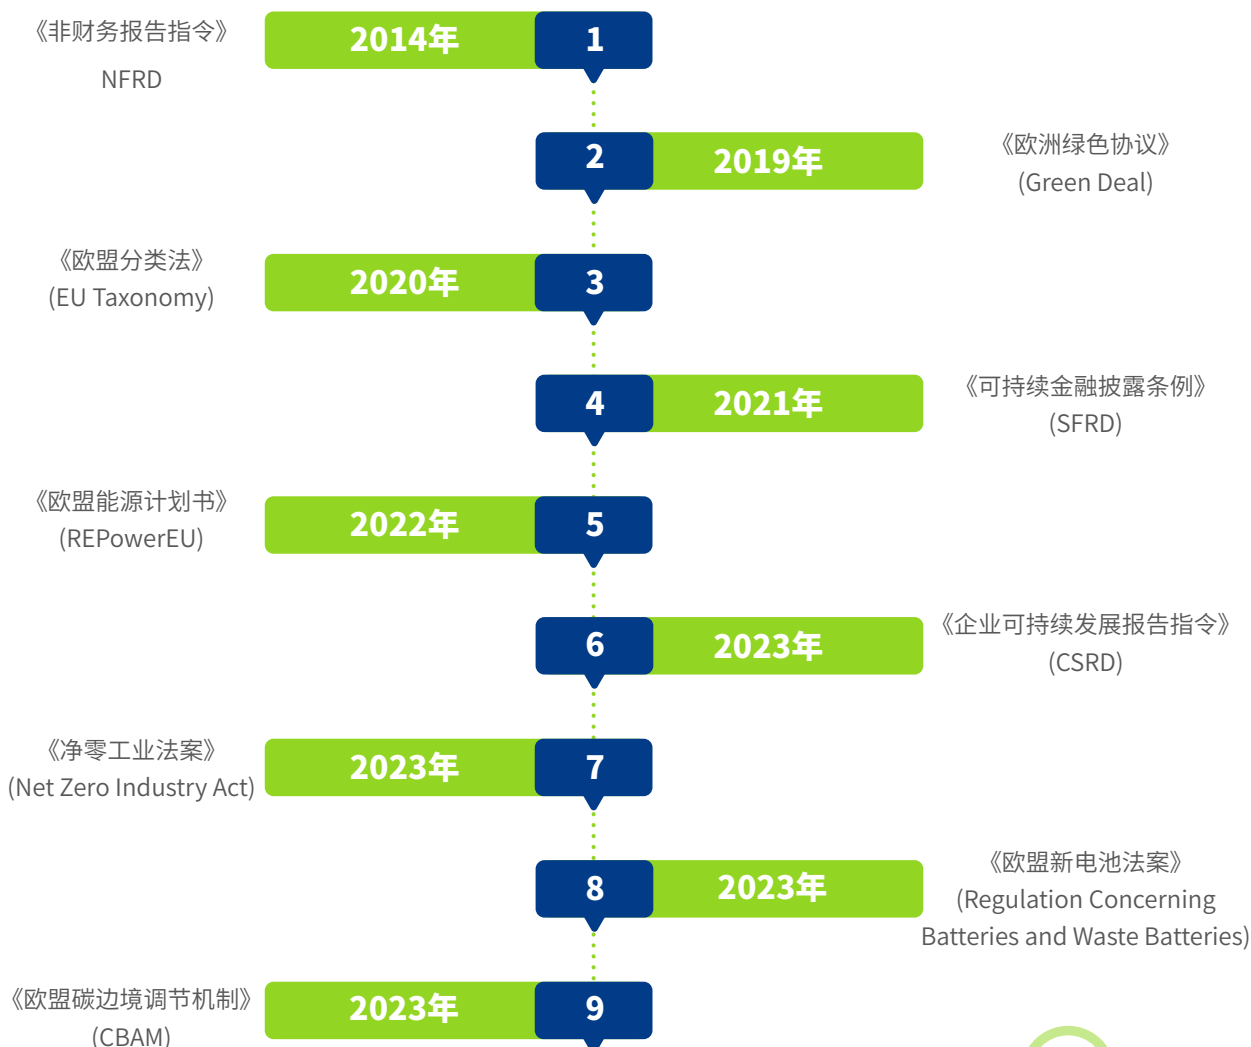 《非财务报告指令》
NFRD
2014年
1
2
2019年
《欧洲绿色协议》
(Green Deal)
《欧盟分类法》
(EU Taxonomy)
2020年
3
4
2021年
《可持续金融披露条例》
(SFRD)
《欧盟能源计划书》
(REPowerEU)
2022年
5
6
2023年
《企业可持续发展报告指令》
(CSRD)
《净零工业法案》
(Net Zero Industry Act)
2023年
7
8
2023年
《欧盟新电池法案》
(Regulation Concerning
Batteries and Waste Batteries)
《欧盟碳边境调节机制》
(CBAM)
2023年
9